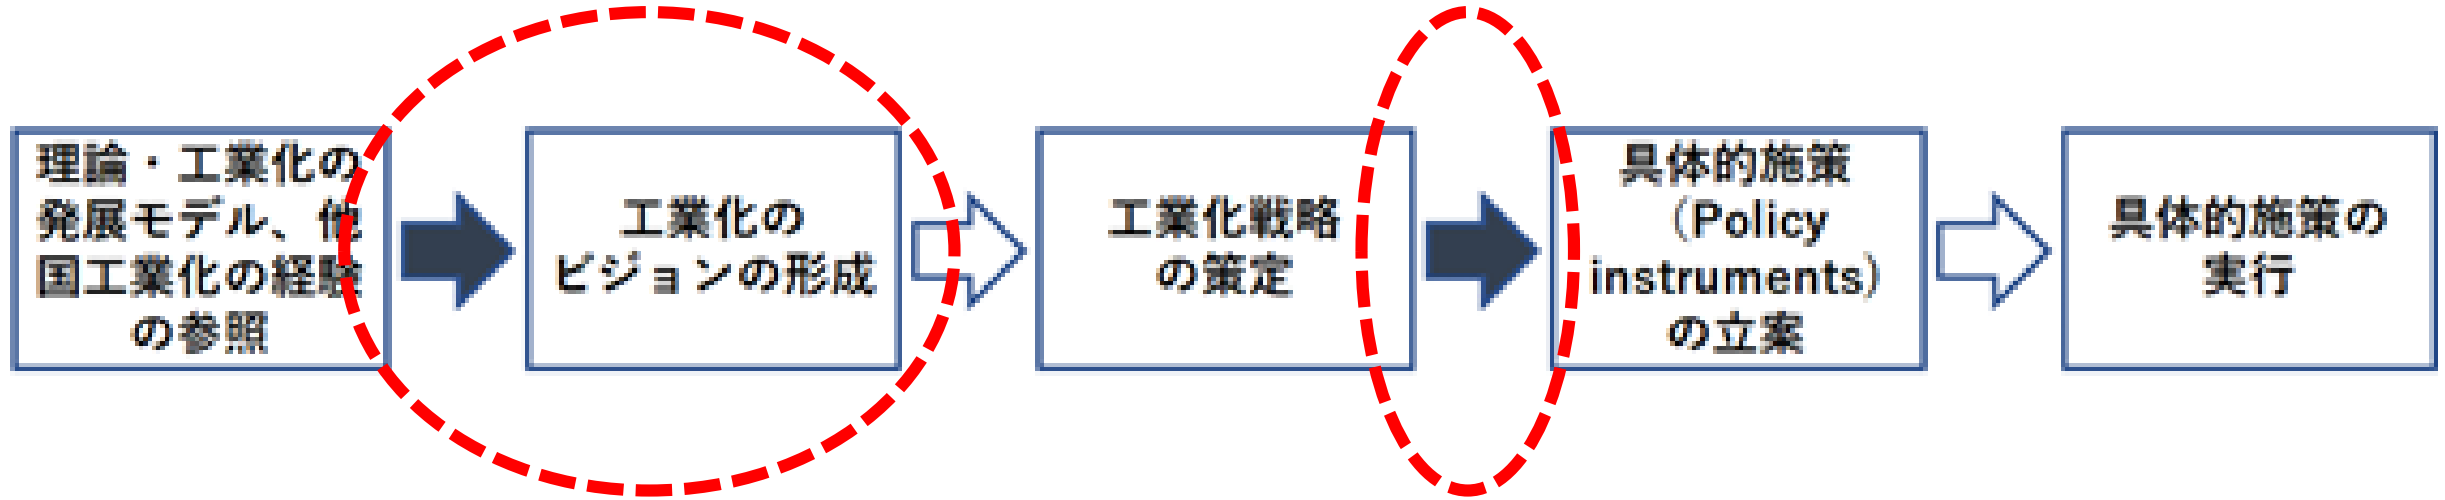 理論・工業化の
発展モデル、他
国工業化の経験
の参照
工業化の
ビジョンの形成
工業化戦略
の策定
具体的施策
（Policy
instruments）
の立案
具体的施策の
実行